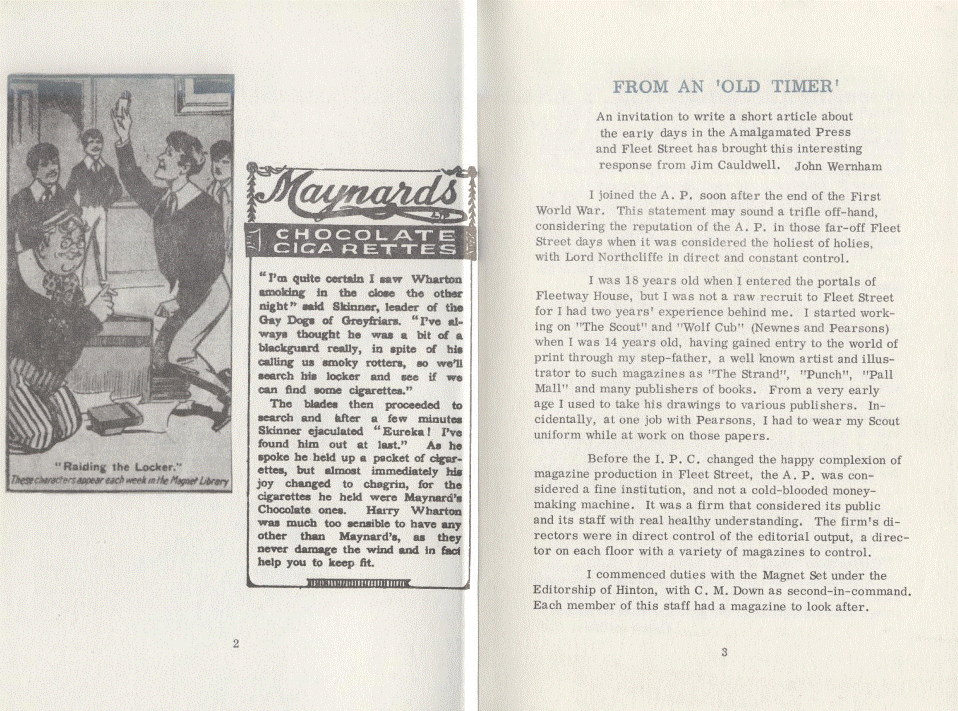 "Raiding the Locker."
These characters appear each week in the Magnet Library
Maynards
LTD
CHOCOLATE
CIGARETTES
"I'm quite certain I saw Wharton
smoking in the close the other
night" said Skinner, leader of the
Gay Dogs of Greyfriars. "I've al-
ways thought he was a bit of a
blackguard really, in spite of his
calling us smoky rotters, so we'll
search his locker and see if we
can find some cigarettes."
The blades then proceeded to
search and after a few minutes
Skinner ejaculated "Eureka! I've
found him out at last." As he
spoke he held up a packet of cigar-
ettes, but almost immediately his
joy changed to chagrin, for the
cigarettes he held were Maynard's
Chocolate ones. Harry Wharton
was much too sensible to have any
other than Maynard's, as they
never damage the wind and in fact
help you to keep fit.
2
FROM AN 'OLD TIMER'
An invitation to write a short article about
the early days in the Amalgamated Press
and Fleet Street has brought this interesting
response from Jim Cauldwell. John Wernham
I joined the A. P. soon after the end of the First
World War. This statement may sound a trifle off-hand,
considering the reputation of the A. P. in those far-off Fleet
Street days when it was considered the holiest of holies,
with Lord Northcliffe in direct and constant control.
I was 18 years old when I entered the portals of
Fleetway House, but I was not a raw recruit to Fleet Street
for I had two years' experience behind me. I started work-
ing on "The Scout" and "Wolf Cub" (Newnes and Pearsons)
when I was 14 years old, having gained entry to the world of
print through my step-father, a well known artist and illus-
trator to such magazines as "The Strand", "Punch", "Pall
Mall" and many publishers of books. From a very early
age I used to take his drawings to various publishers. In-
cidentally, at one job with Pearsons, I had to wear my Scout
uniform while at work on those papers.
Before the I. P. C. changed the happy complexion of
magazine production in Fleet Street, the A. P. was con-
sidered a fine institution, and not a cold-blooded money-
making machine. It was a firm that considered its public
and its staff with real healthy understanding. The firm's di-
rectors were in direct control of the editorial output, a direc-
tor on each floor with a variety of magazines to control.
I commenced duties with the Magnet Set under the
Editorship of Hinton, with C. M. Down as second-in-command.
Each member of this staff had a magazine to look after.
3